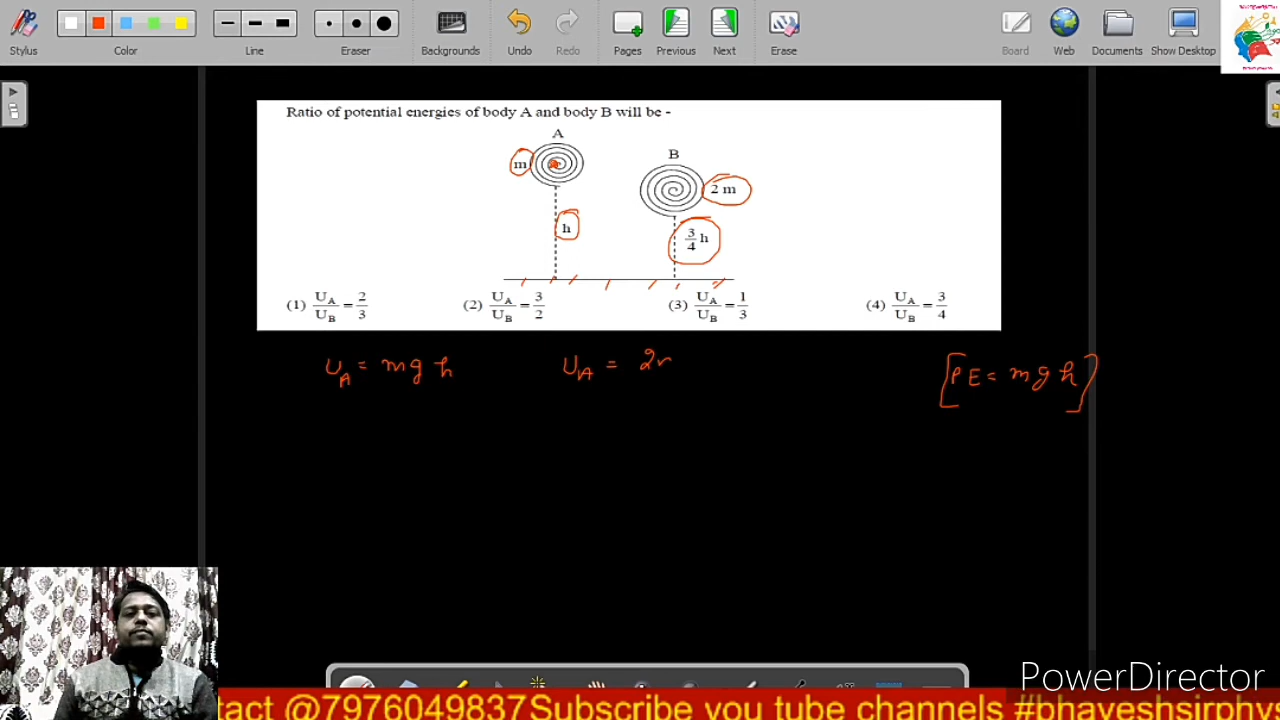 Stylus Color Line Eraser Backgrounds Undo Redo Pages Previous Next Erase Board Web Documents Show Desktop
Ratio of potential energies of body A and body B will be -
A
B
m
2 m
h
3/4 h
(1) U_A/U_B = 2/3 (2) U_A/U_B = 3/2 (3) U_A/U_B = 1/3 (4) U_A/U_B = 3/4
U_A = mgh U_A = 2 [PE = mgh]
PowerDirector
tact @7976049837Subscribe you tube channels #bhaveshsirphys